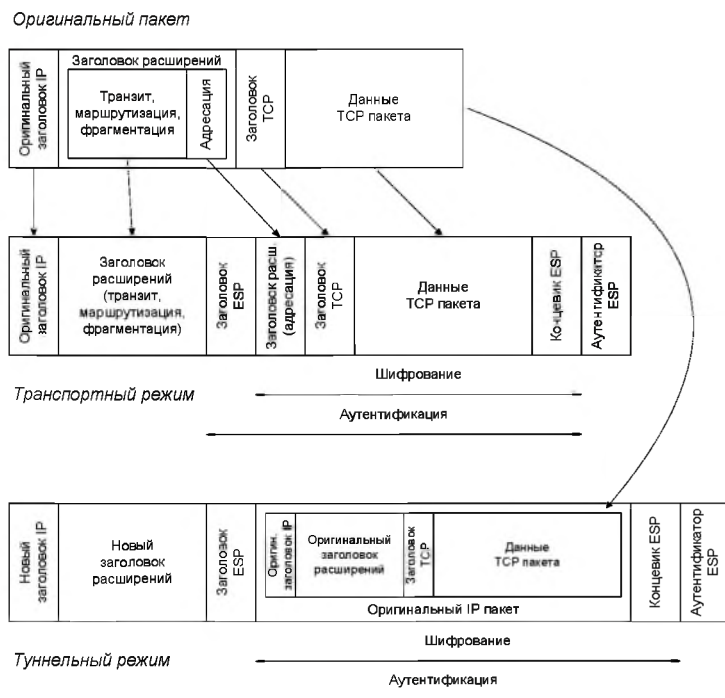 Оригинальный пакет
Оригинальный
заголовок IP
Заголовок расширений
Транзит,
маршрутизация,
фрагментация
Адресация
Заголовок
TCP
Данные
TCP пакета
Оригинальный
заголовок IP
Заголовок
расширений
(транзит,
маршрутизация,
фрагментация)
Заголовок
ESP
Заголовок расш.
(адресация)
Заголовок
TCP
Данные
TCP пакета
Концевик ESP
Аутентификатор
ESP
Шифрование
Транспортный режим
Аутентификация
Новый
заголовок IP
Новый
заголовок
расширений
Заголовок
ESP
Оригин.
заголовок IP
Оригинальный
заголовок
расширений
Заголовок
TCP
Данные
TCP пакета
Оригинальный IP пакет
Концевик ESP
Аутентификатор
ESP
Шифрование
Туннельный режим
Аутентификация